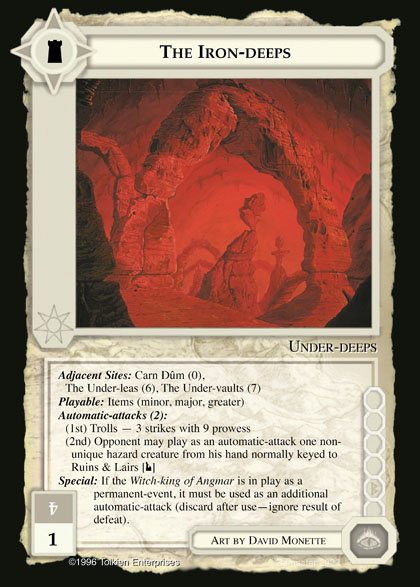 THE IRON-DEEPS
UNDER-DEEPS
Adjacent Sites: Carn Dûm (0),
The Under-leas (6), The Under-vaults (7)
Playable: Items (minor, major, greater)
Automatic-attacks (2):
(1st) Trolls — 3 strikes with 9 prowess
(2nd) Opponent may play as an automatic-attack one non-
unique hazard creature from his hand normally keyed to
Ruins & Lairs [ ]
Special: If the Witch-king of Angmar is in play as a
permanent-event, it must be used as an additional
automatic-attack (discard after use—ignore result of
defeat).
1
ART BY DAVID MONETTE
©1996 Tolkien Enterprises